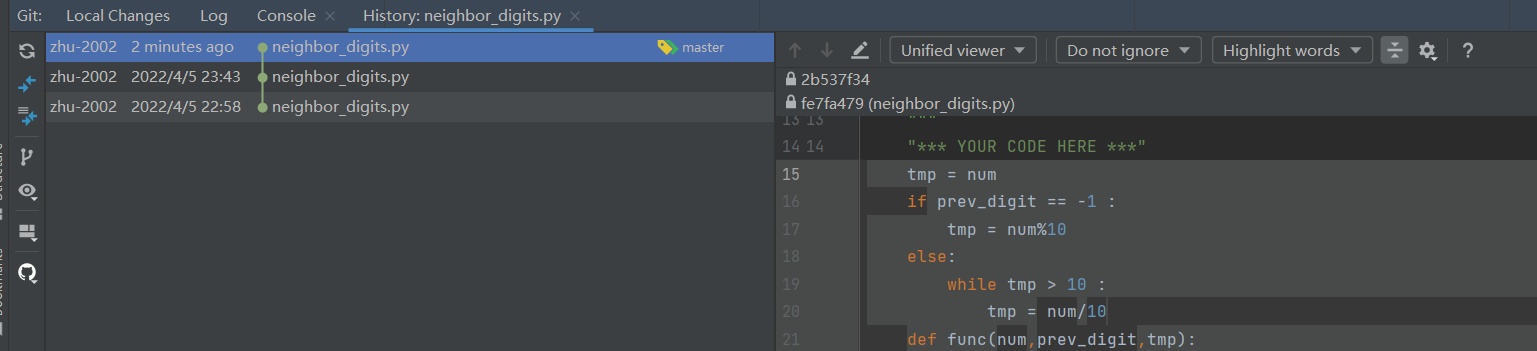 Git: Local Changes Log Console × History: neighbor_digits.py ×
zhu-2002 2 minutes ago neighbor_digits.py master
zhu-2002 2022/4/5 23:43 neighbor_digits.py
zhu-2002 2022/4/5 22:58 neighbor_digits.py
Unified viewer Do not ignore Highlight words ?
2b537f34
fe7fa479 (neighbor_digits.py)
13 13 """
14 14 "*** YOUR CODE HERE ***"
15 tmp = num
16 if prev_digit == -1 :
17 tmp = num%10
18 else:
19 while tmp > 10 :
20 tmp = num/10
21 def func(num,prev_digit,tmp):